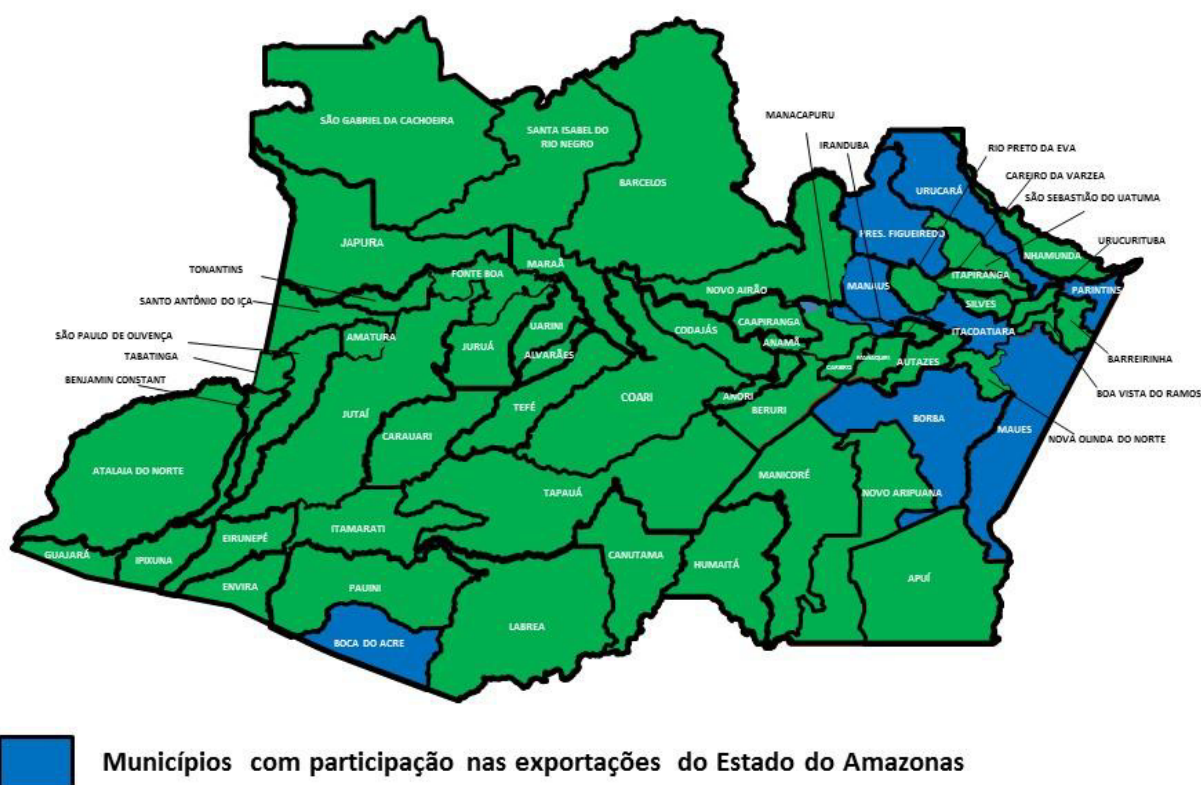 MANACAPURU
IRANDUBA
RIO PRETO DA EVA
CAREIRO DA VARZEA
SÃO SEBASTIÃO DO UATUMA
URUCURITUBA
SÃO GABRIEL DA CACHOEIRA
SANTA ISABEL DO
RIO NEGRO
BARCELOS
URUCARÁ
PRES. FIGUEIREDO
NHAMUNDA
JAPURA
MARAÃ
FONTE BOA
TONANTINS
ITAPIRANGA
MANAUS
NOVO AIRÃO
PARINTINS
SANTO ANTÔNIO DO IÇA
SILVES
CAAPIRANGA
UARINI
CODAJÁS
ITACOATIARA
SÃO PAULO DE OLIVENÇA
AMATURA
ANAMÃ
JURUÁ
ALVARÃES
TABATINGA
AUTAZES
BARREIRINHA
BENJAMIN CONSTANT
COARI
ANORI
BOA VISTA DO RAMOS
TEFÉ
BERURI
JUTAÍ
BORBA
CARAUARI
MAUES
NOVA OLINDA DO NORTE
ATALAIA DO NORTE
MANICORÉ
TAPAUÁ
NOVO ARIPUANA
ITAMARATI
EIRUNEPÉ
GUAJARÁ
IPIXUNA
CANUTAMA
HUMAITÁ
APUÍ
ENVIRA
PAUINI
LABREA
BOCA DO ACRE
Municípios com participação nas exportações do Estado do Amazonas